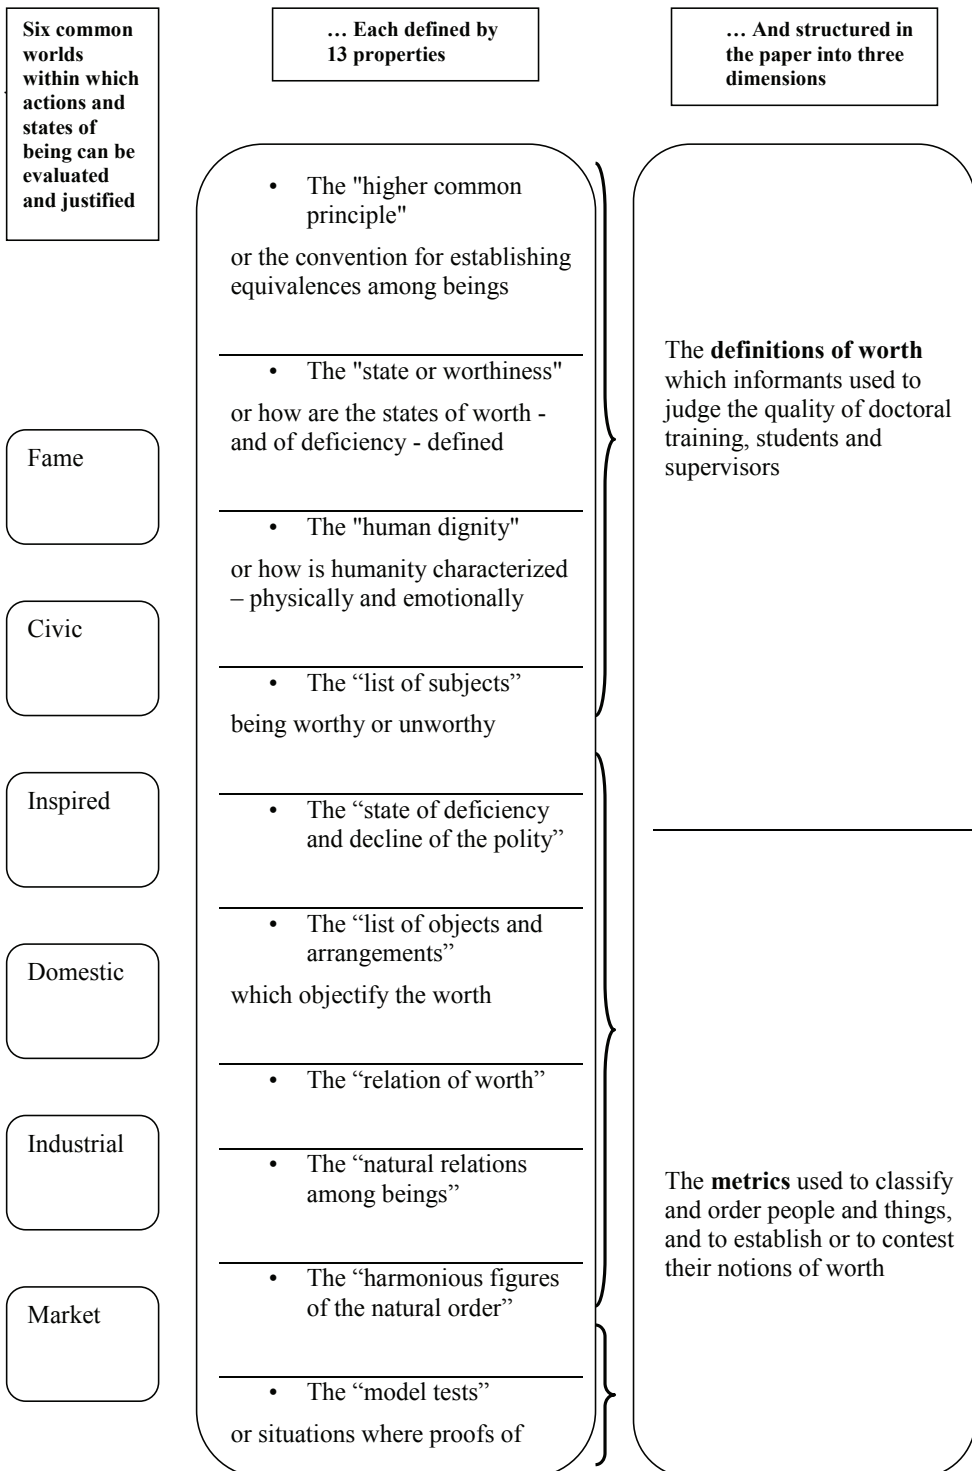 Six common
worlds
within which
actions and
states of
being can be
evaluated
and justified
… Each defined by
13 properties
… And structured in
the paper into three
dimensions
Fame
Civic
Inspired
Domestic
Industrial
Market
• The "higher common
principle"
or the convention for establishing
equivalences among beings
• The "state or worthiness"
or how are the states of worth -
and of deficiency - defined
• The "human dignity"
or how is humanity characterized
– physically and emotionally
• The “list of subjects”
being worthy or unworthy
• The “state of deficiency
and decline of the polity”
• The “list of objects and
arrangements”
which objectify the worth
• The “relation of worth”
• The “natural relations
among beings”
• The “harmonious figures
of the natural order”
• The “model tests”
or situations where proofs of
The definitions of worth
which informants used to
judge the quality of doctoral
training, students and
supervisors
The metrics used to classify
and order people and things,
and to establish or to contest
their notions of worth